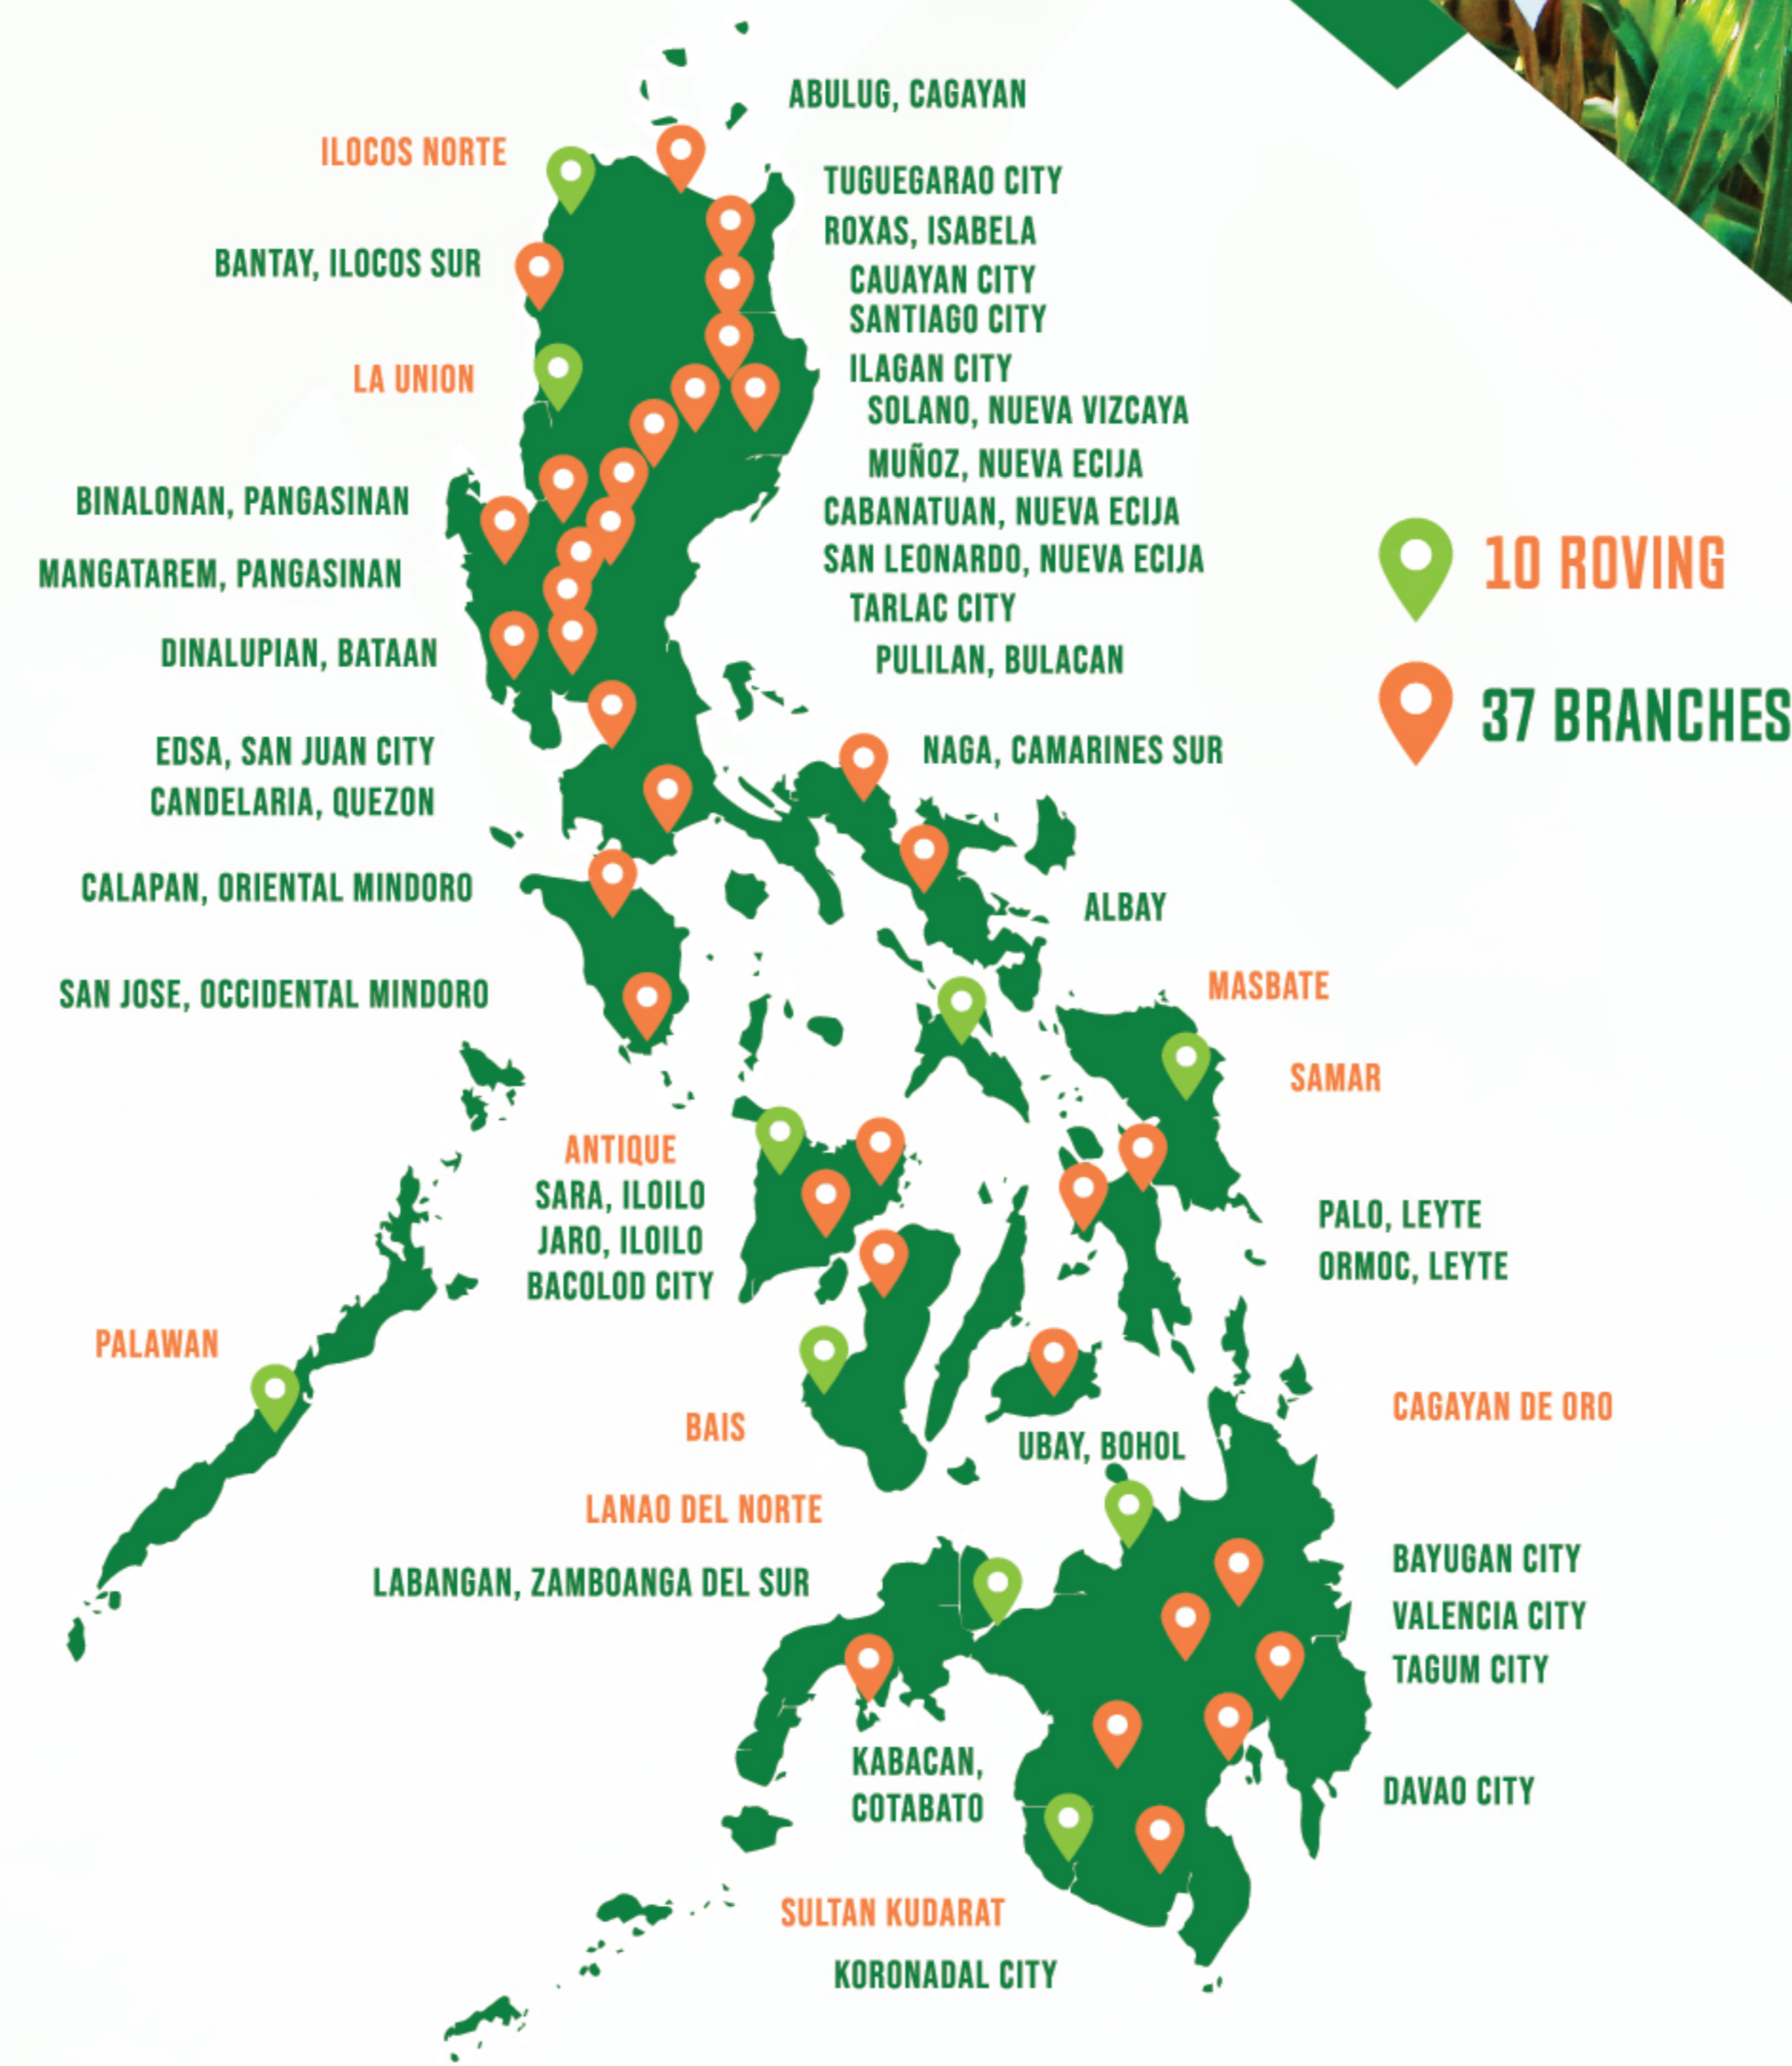 ABULUG, CAGAYAN
ILOCOS NORTE
TUGUEGARAO CITY
ROXAS, ISABELA
BANTAY, ILOCOS SUR
CAUAYAN CITY
SANTIAGO CITY
ILAGAN CITY
LA UNION
SOLANO, NUEVA VIZCAYA
MUÑOZ, NUEVA ECIJA
BINALONAN, PANGASINAN
CABANATUAN, NUEVA ECIJA
SAN LEONARDO, NUEVA ECIJA
MANGATAREM, PANGASINAN
TARLAC CITY
DINALUPIAN, BATAAN
PULILAN, BULACAN
10 ROVING
37 BRANCHES
EDSA, SAN JUAN CITY
NAGA, CAMARINES SUR
CANDELARIA, QUEZON
CALAPAN, ORIENTAL MINDORO
ALBAY
SAN JOSE, OCCIDENTAL MINDORO
MASBATE
SAMAR
ANTIQUE
SARA, ILOILO
JARO, ILOILO
BACOLOD CITY
PALO, LEYTE
ORMOC, LEYTE
PALAWAN
BAIS
UBAY, BOHOL
CAGAYAN DE ORO
LANAO DEL NORTE
LABANGAN, ZAMBOANGA DEL SUR
BAYUGAN CITY
VALENCIA CITY
TAGUM CITY
KABACAN,
COTABATO
DAVAO CITY
SULTAN KUDARAT
KORONADAL CITY